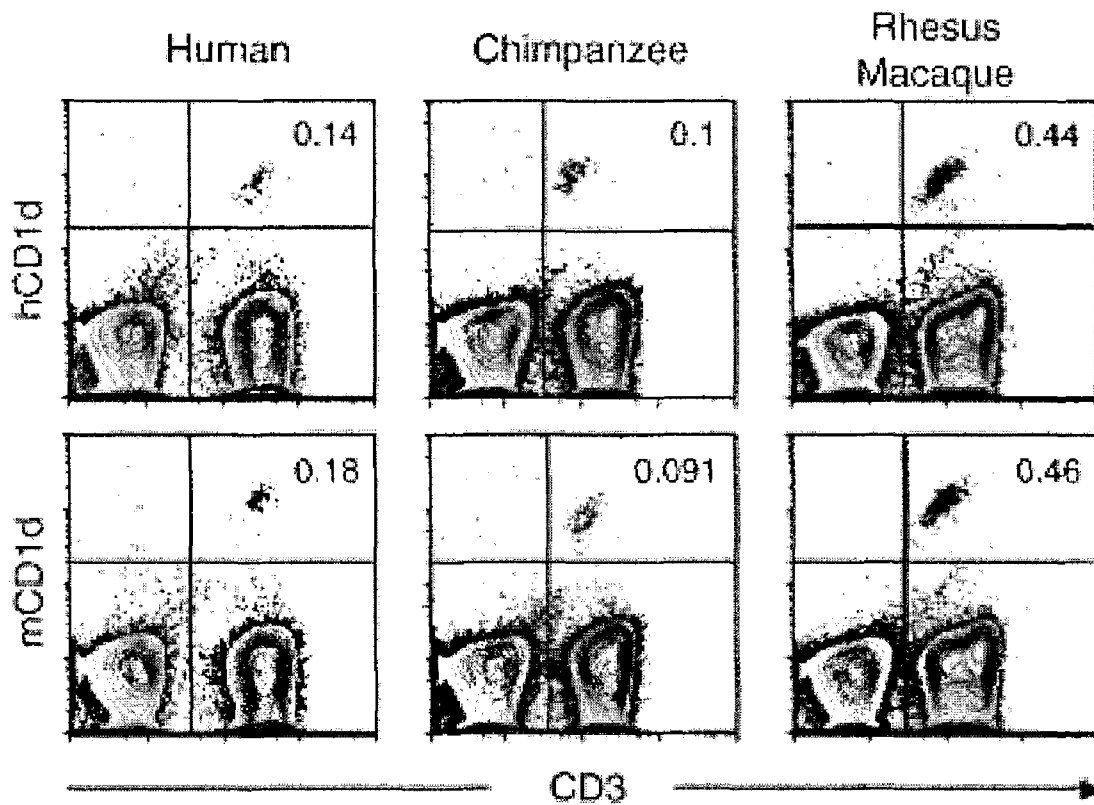 Human
Chimpanzee
Rhesus
Macaque
hCD1d
0.14
0.1
0.44
mCD1d
0.18
0.091
0.46
CD3